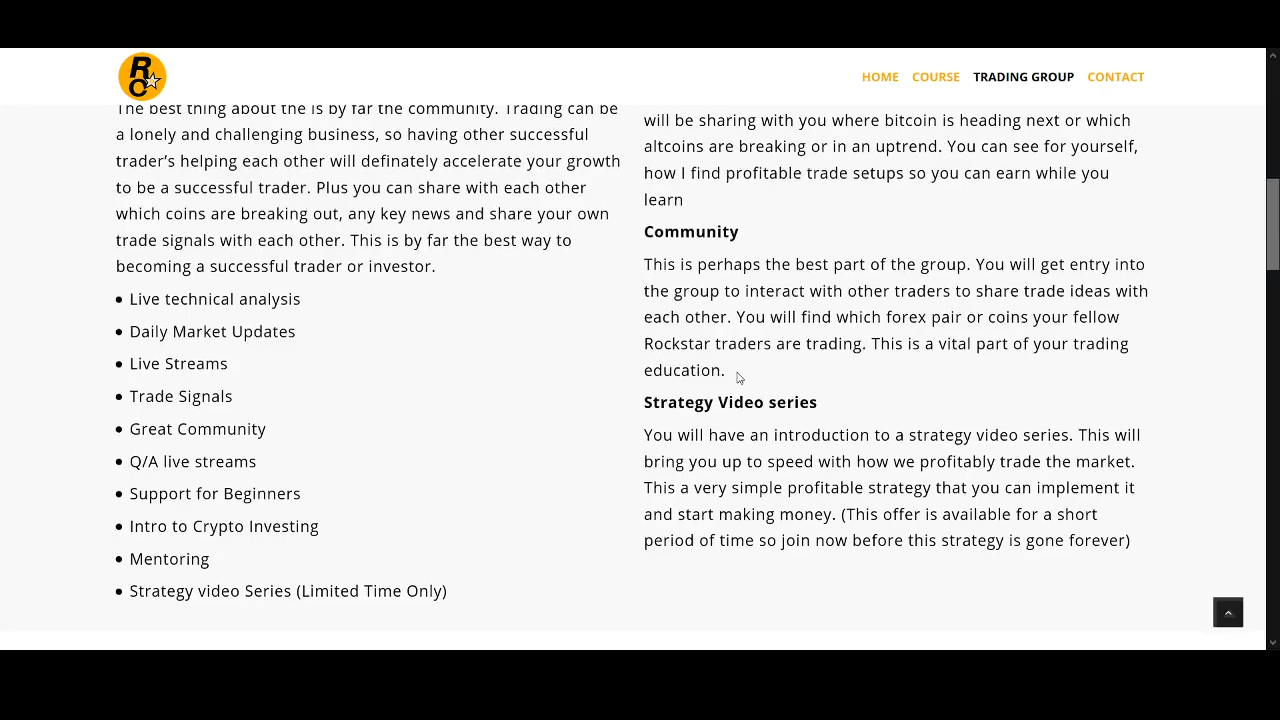 R
C
HOME COURSE TRADING GROUP CONTACT
The best thing about the is by far the community. Trading can be
a lonely and challenging business, so having other successful
trader’s helping each other will definately accelerate your growth
to be a successful trader. Plus you can share with each other
which coins are breaking out, any key news and share your own
trade signals with each other. This is by far the best way to
becoming a successful trader or investor.
Live technical analysis
Daily Market Updates
Live Streams
Trade Signals
Great Community
Q/A live streams
Support for Beginners
Intro to Crypto Investing
Mentoring
Strategy video Series (Limited Time Only)
will be sharing with you where bitcoin is heading next or which
altcoins are breaking or in an uptrend. You can see for yourself,
how I find profitable trade setups so you can earn while you
learn
Community
This is perhaps the best part of the group. You will get entry into
the group to interact with other traders to share trade ideas with
each other. You will find which forex pair or coins your fellow
Rockstar traders are trading. This is a vital part of your trading
education.
Strategy Video series
You will have an introduction to a strategy video series. This will
bring you up to speed with how we profitably trade the market.
This a very simple profitable strategy that you can implement it
and start making money. (This offer is available for a short
period of time so join now before this strategy is gone forever)